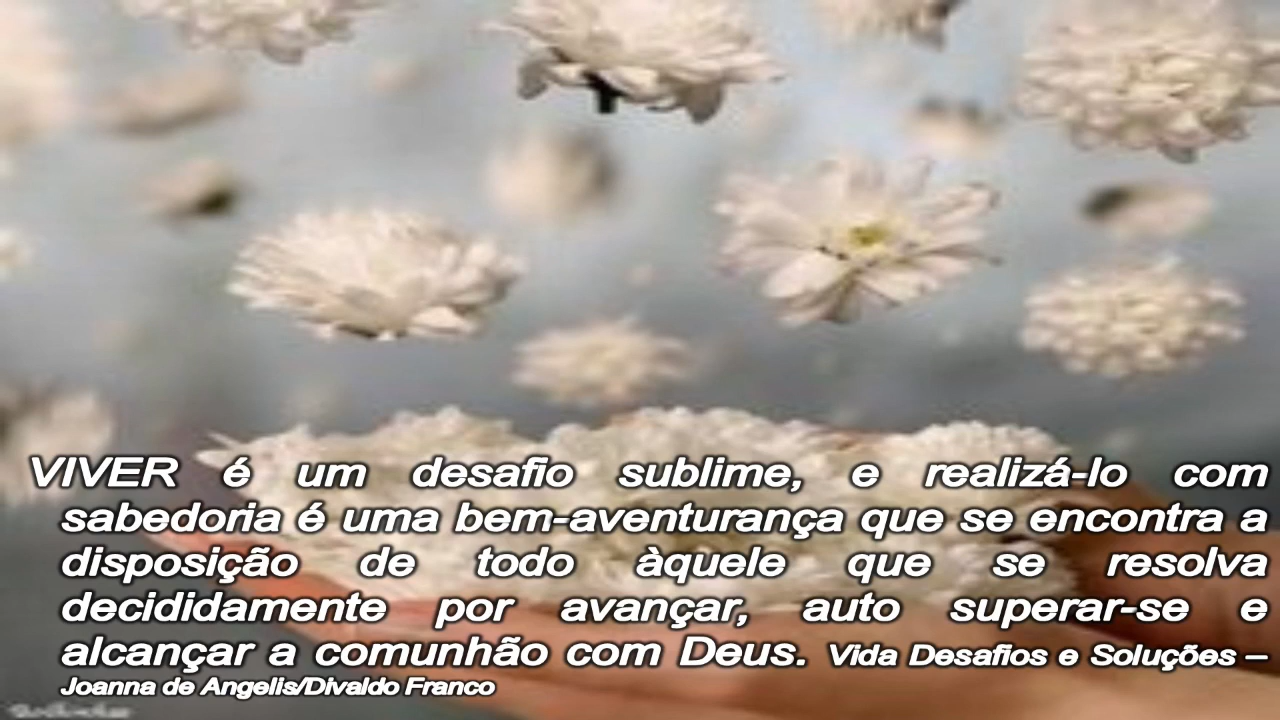 VIVER é um desafio sublime, e realizá-lo com
sabedoria é uma bem-aventurança que se encontra a
disposição de todo àquele que se resolva
decididamente por avançar, auto superar-se e
alcançar a comunhão com Deus. Vida Desafios e Soluções –
Joanna de Angelis/Divaldo Franco